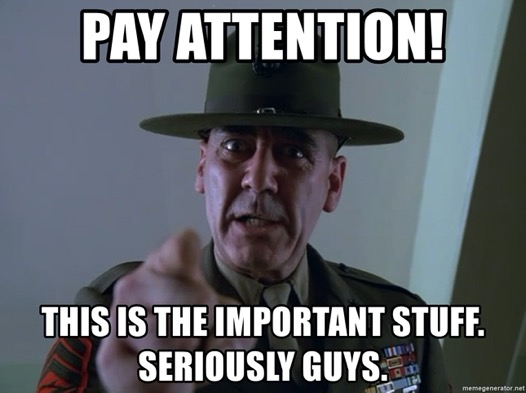 PAY ATTENTION!
THIS IS THE IMPORTANT STUFF.
SERIOUSLY GUYS.
memegenerator.net